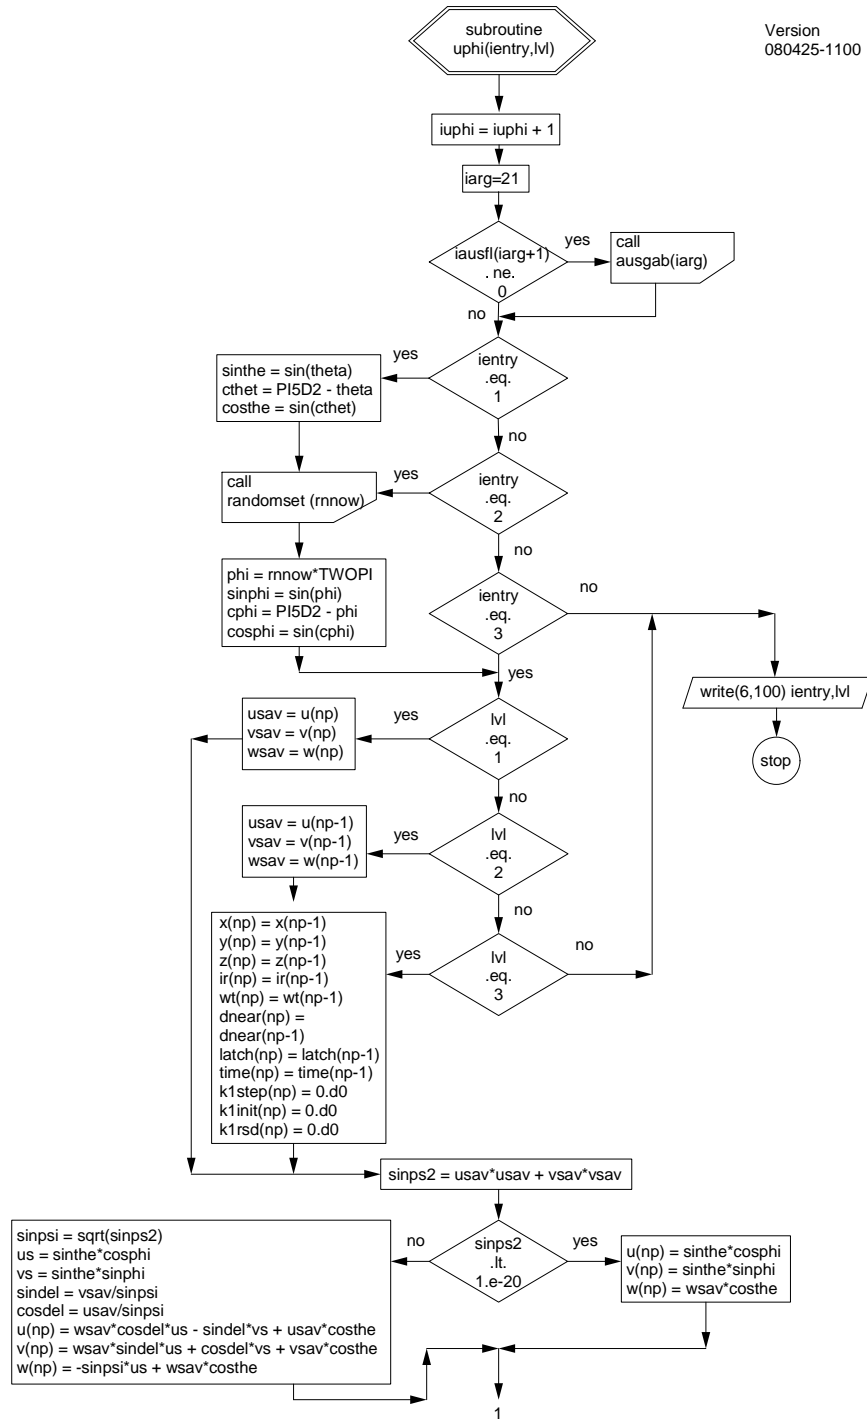 subroutine
uphi(ientry,lvl)
Version
080425-1100
iuphi = iuphi + 1
iarg=21
iausfl(iarg+1)
. ne.
0
yes
call
ausgab(iarg)
no
ientry
.eq.
1
yes
sinthe = sin(theta)
cthet = PI5D2 - theta
costhe = sin(cthet)
no
ientry
.eq.
2
yes
call
randomset (rnnow)
no
phi = rnnow*TWOPI
sinphi = sin(phi)
cphi = PI5D2 - phi
cosphi = sin(cphi)
ientry
.eq.
3
no
yes
write(6,100) ientry,lvl
stop
lvl
.eq.
1
yes
usav = u(np)
vsav = v(np)
wsav = w(np)
no
lvl
.eq.
2
yes
usav = u(np-1)
vsav = v(np-1)
wsav = w(np-1)
no
lvl
.eq.
3
yes
no
x(np) = x(np-1)
y(np) = y(np-1)
z(np) = z(np-1)
ir(np) = ir(np-1)
wt(np) = wt(np-1)
dnear(np) =
dnear(np-1)
latch(np) = latch(np-1)
time(np) = time(np-1)
k1step(np) = 0.d0
k1init(np) = 0.d0
k1rsd(np) = 0.d0
sinps2 = usav*usav + vsav*vsav
sinps2
.lt.
1.e-20
no
yes
sinpsi = sqrt(sinps2)
us = sinthe*cosphi
vs = sinthe*sinphi
sindel = vsav/sinpsi
cosdel = usav/sinpsi
u(np) = wsav*cosdel*us - sindel*vs + usav*costhe
v(np) = wsav*sindel*us + cosdel*vs + vsav*costhe
w(np) = -sinpsi*us + wsav*costhe
u(np) = sinthe*cosphi
v(np) = sinthe*sinphi
w(np) = wsav*costhe
1